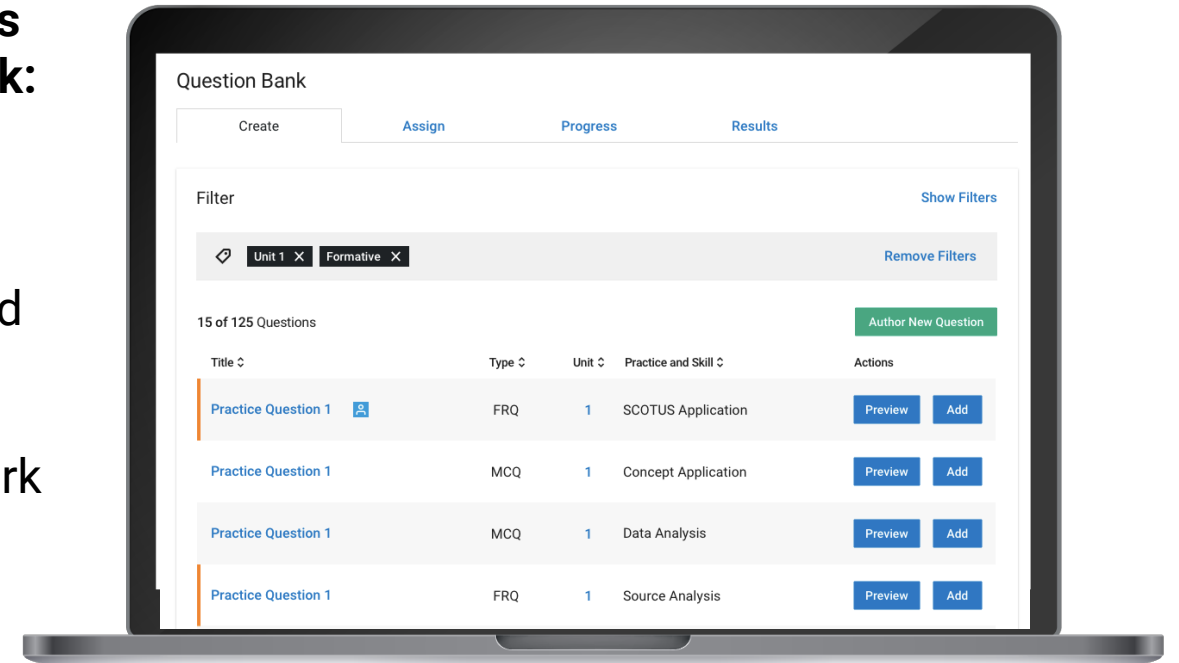 s
k:
d
rk
Question Bank
Create Assign Progress Results
Filter Show Filters
Unit 1 X Formative X Remove Filters
15 of 125 Questions Author New Question
Title Type Unit Practice and Skill Actions
Practice Question 1 FRQ 1 SCOTUS Application Preview Add
Practice Question 1 MCQ 1 Concept Application Preview Add
Practice Question 1 MCQ 1 Data Analysis Preview Add
Practice Question 1 FRQ 1 Source Analysis Preview Add